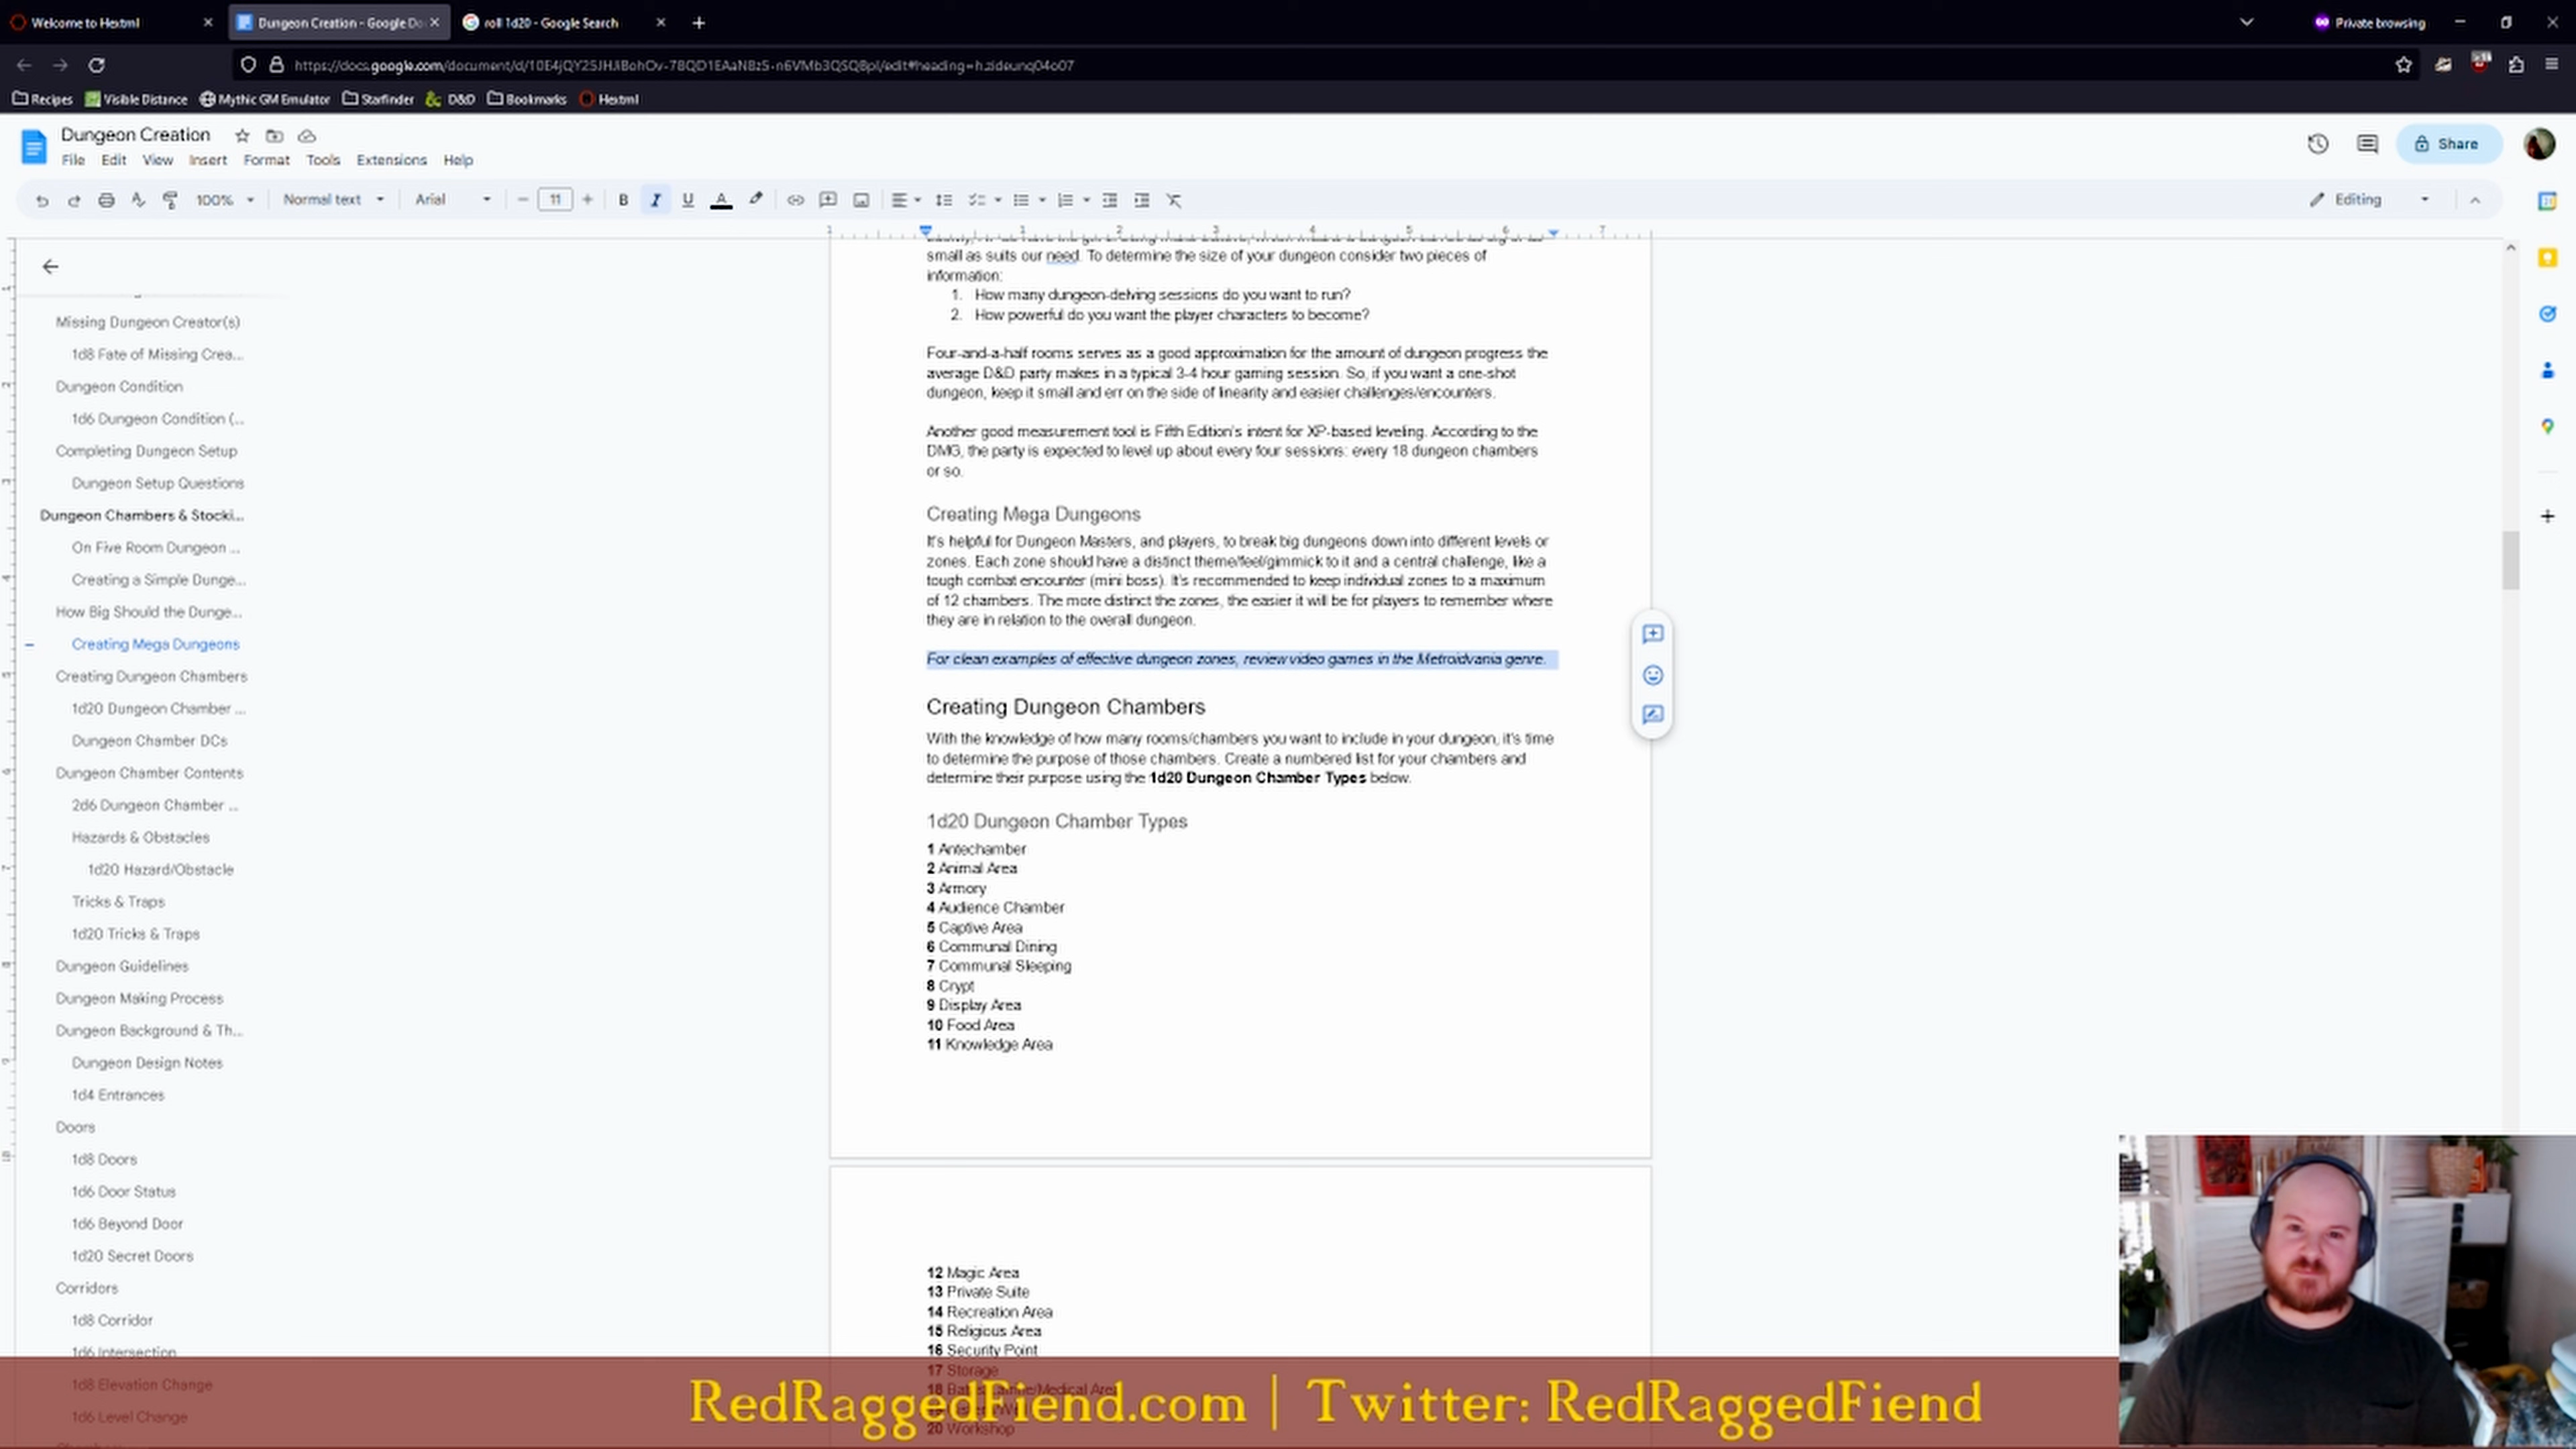 Welcome to Hextml
Dungeon Creation - Google Do
roll 1d20 - Google Search
Private browsing
Recipes
Visible Distance
Mythic GM Emulator
Starfinder
D&D
Bookmarks
Hextml
Dungeon Creation
File Edit View Insert Format Tools Extensions Help
Share
100%
Normal text
Arial
11
Editing
Missing Dungeon Creator(s)
1d8 Fate of Missing Crea...
Dungeon Condition
1d6 Dungeon Condition (...
Completing Dungeon Setup
Dungeon Setup Questions
Dungeon Chambers & Stocki...
On Five Room Dungeon ...
Creating a Simple Dunge...
How Big Should the Dunge...
Creating Mega Dungeons
Creating Dungeon Chambers
1d20 Dungeon Chamber ...
Dungeon Chamber DCs
Dungeon Chamber Contents
2d6 Dungeon Chamber ...
Hazards & Obstacles
1d20 Hazard/Obstacle
Tricks & Traps
1d20 Tricks & Traps
Dungeon Guidelines
Dungeon Making Process
Dungeon Background & Th...
Dungeon Design Notes
1d4 Entrances
Doors
1d8 Doors
1d6 Door Status
1d6 Beyond Door
1d20 Secret Doors
Corridors
1d8 Corridor
1d6 Intersection
1d8 Elevation Change
1d6 Level Change
small as suits our need. To determine the size of your dungeon consider two pieces of
information:
1. How many dungeon-delving sessions do you want to run?
2. How powerful do you want the player characters to become?
Four-and-a-half rooms serves as a good approximation for the amount of dungeon progress the
average D&D party makes in a typical 3-4 hour gaming session. So, if you want a one-shot
dungeon, keep it small and err on the side of linearity and easier challenges/encounters.
Another good measurement tool is Fifth Edition's intent for XP-based leveling. According to the
DMG, the party is expected to level up about every four sessions: every 18 dungeon chambers
or so.
Creating Mega Dungeons
It's helpful for Dungeon Masters, and players, to break big dungeons down into different levels or
zones. Each zone should have a distinct theme/feel/gimmick to it and a central challenge, like a
tough combat encounter (mini boss). It's recommended to keep individual zones to a maximum
of 12 chambers. The more distinct the zones, the easier it will be for players to remember where
they are in relation to the overall dungeon.
For clean examples of effective dungeon zones, review video games in the Metroidvania genre.
Creating Dungeon Chambers
With the knowledge of how many rooms/chambers you want to include in your dungeon, it's time
to determine the purpose of those chambers. Create a numbered list for your chambers and
determine their purpose using the 1d20 Dungeon Chamber Types below.
1d20 Dungeon Chamber Types
1 Antechamber
2 Animal Area
3 Armory
4 Audience Chamber
5 Captive Area
6 Communal Dining
7 Communal Sleeping
8 Crypt
9 Display Area
10 Food Area
11 Knowledge Area
12 Magic Area
13 Private Suite
14 Recreation Area
15 Religious Area
16 Security Point
17 Storage
20 Workshop
RedRaggedFiend.com | Twitter: RedRaggedFiend